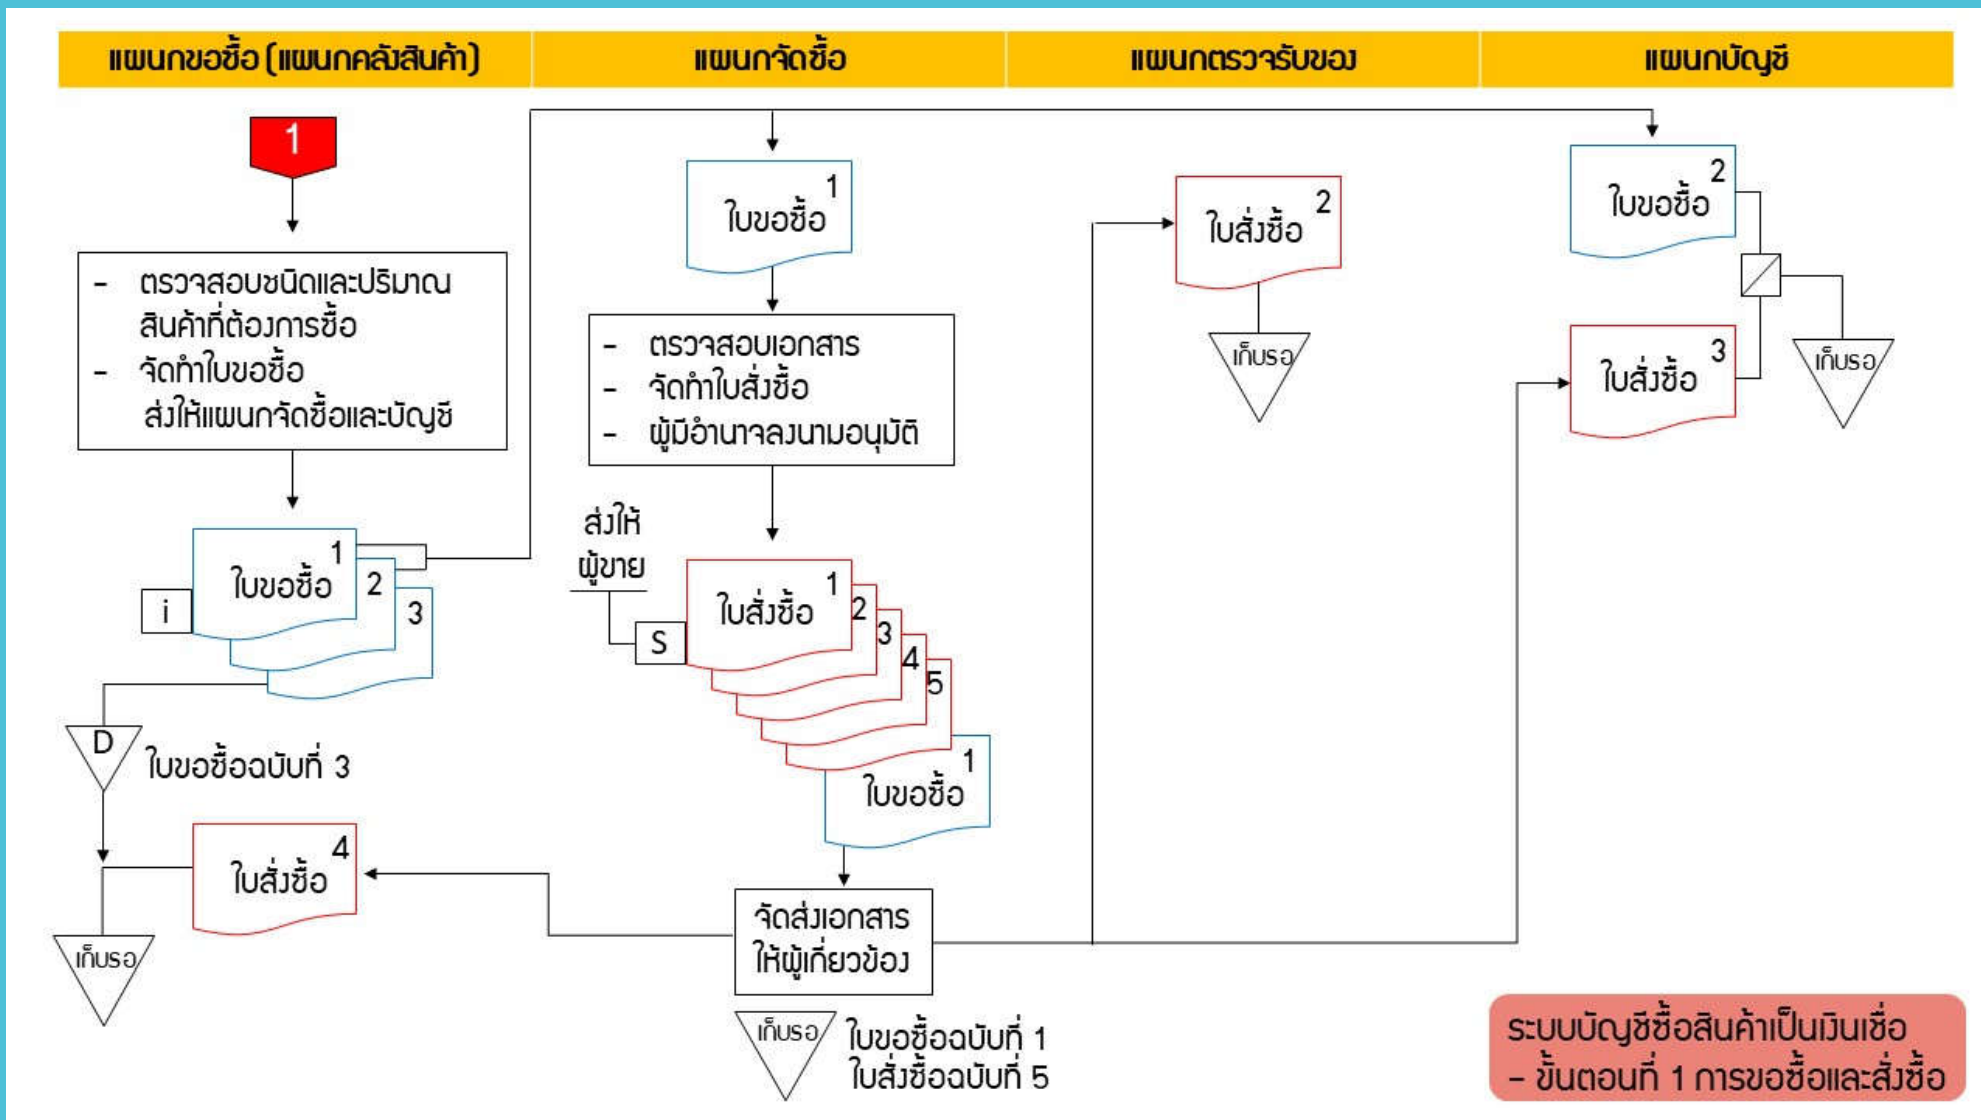 แผนกขอซื้อ (แผนกคลังสินค้า)
แผนกจัดซื้อ
แผนกตรวจรับของ
แผนกบัญชี
1
- ตรวจสอบชนิดและปริมาณ
สินค้าที่ต้องการซื้อ
- จัดทำใบขอซื้อ
ส่งให้แผนกจัดซื้อและบัญชี
1
ใบขอซื้อ
2
3
i
D
ใบขอซื้อฉบับที่ 3
4
ใบสั่งซื้อ
เก็บรอ
1
ใบขอซื้อ
- ตรวจสอบเอกสาร
- จัดทำใบสั่งซื้อ
- ผู้มีอำนาจลงนามอนุมัติ
ส่งให้
ผู้ขาย
S
1
ใบสั่งซื้อ
2
3
4
5
1
ใบขอซื้อ
จัดส่งเอกสาร
ให้ผู้เกี่ยวข้อง
เก็บรอ
ใบขอซื้อฉบับที่ 1
ใบสั่งซื้อฉบับที่ 5
2
ใบสั่งซื้อ
เก็บรอ
2
ใบขอซื้อ
3
ใบสั่งซื้อ
เก็บรอ
ระบบบัญชีซื้อสินค้าเป็นเงินเชื่อ
- ขั้นตอนที่ 1 การขอซื้อและสั่งซื้อ